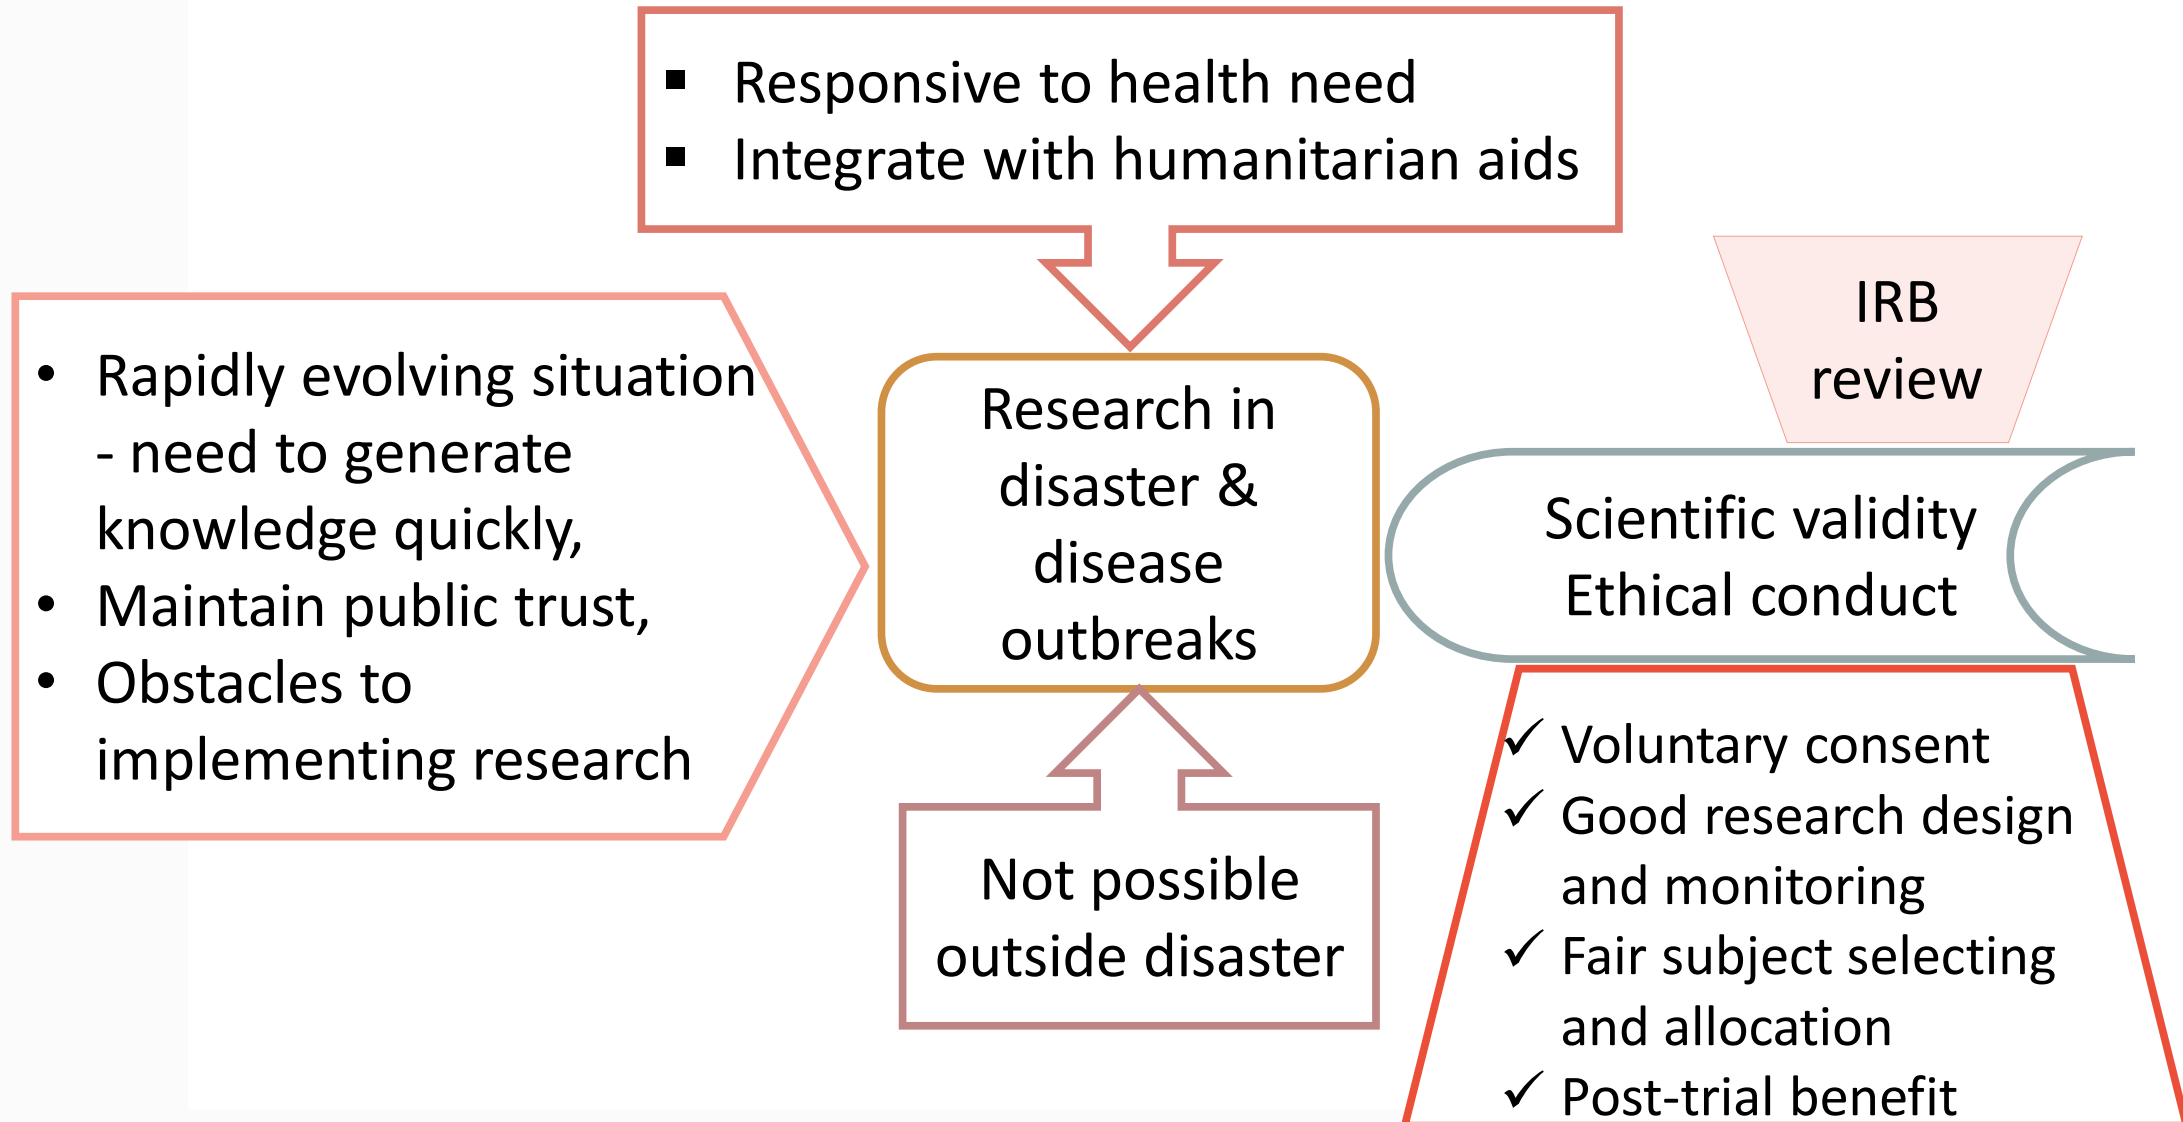 ▪ Responsive to health need
▪ Integrate with humanitarian aids
• Rapidly evolving situation
- need to generate
knowledge quickly,
• Maintain public trust,
• Obstacles to
implementing research
Research in
disaster &
disease
outbreaks
Not possible
outside disaster
IRB
review
Scientific validity
Ethical conduct
✓ Voluntary consent
✓ Good research design
and monitoring
✓ Fair subject selecting
and allocation
✓ Post-trial benefit